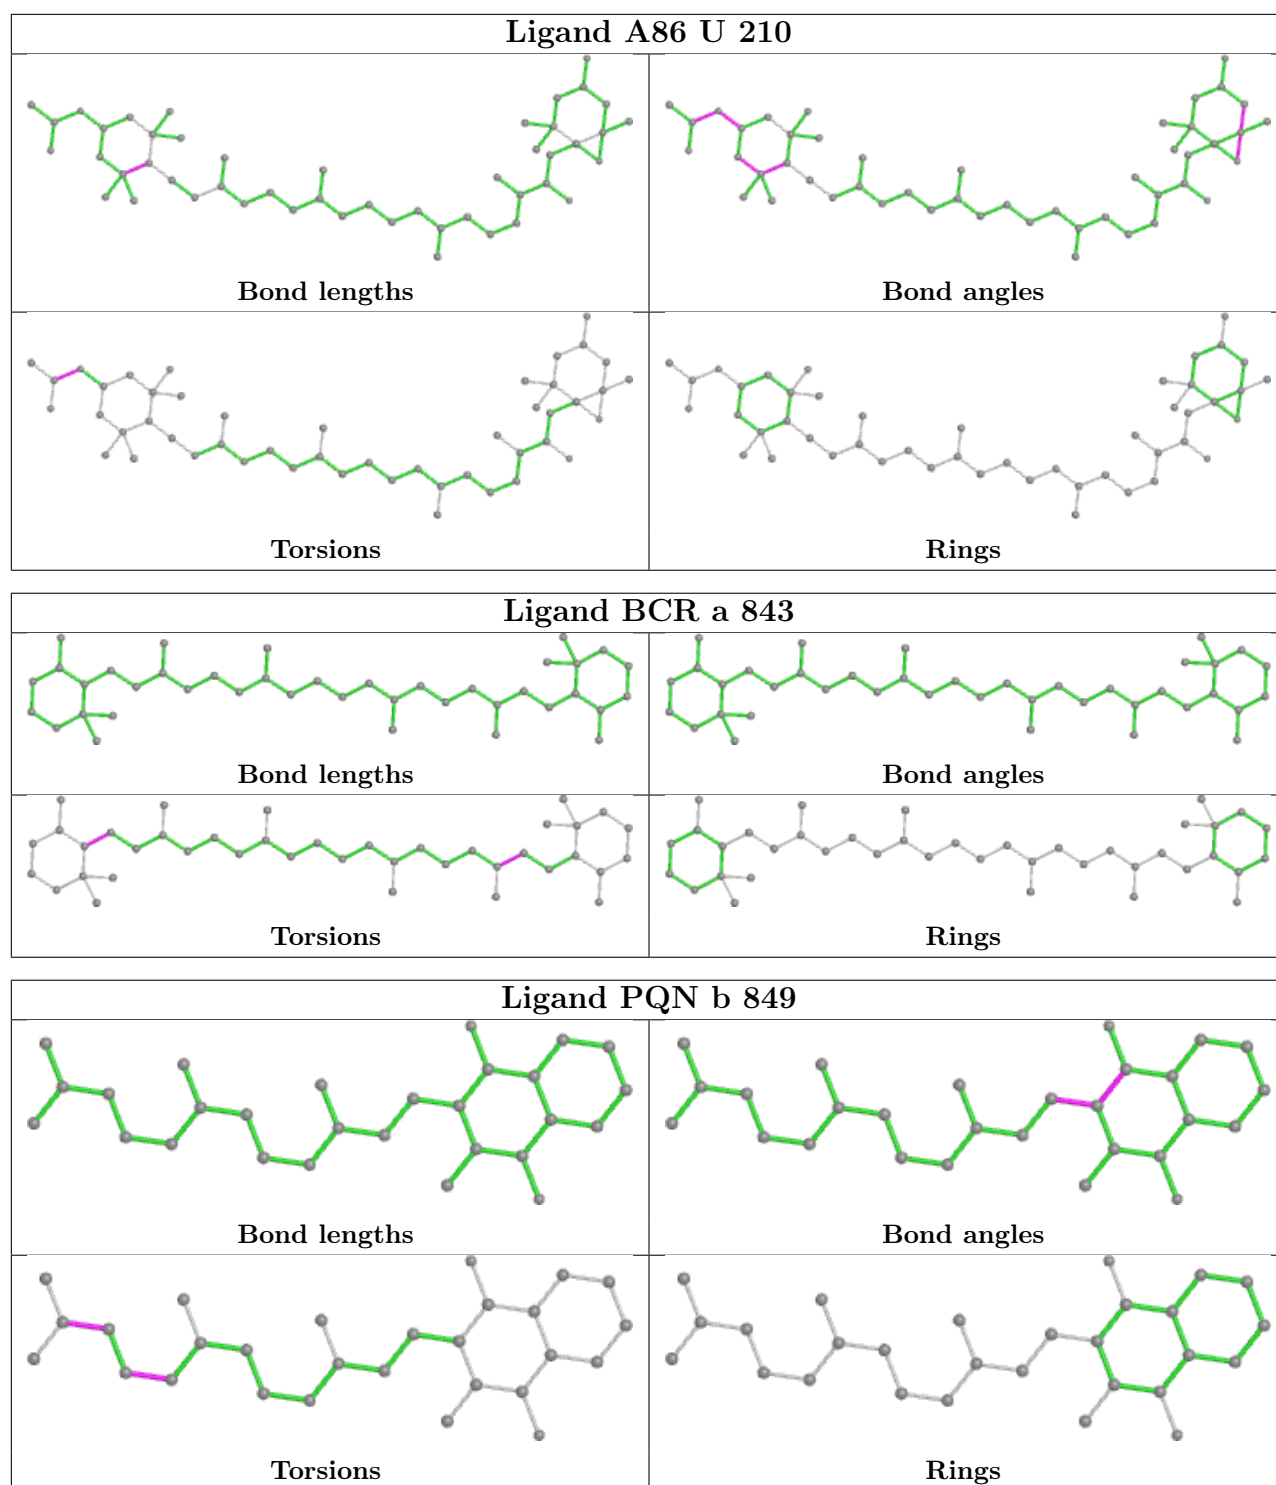 Ligand A86 U 210
Bond lengths
Bond angles
Torsions
Rings
Ligand BCR a 843
Bond lengths
Bond angles
Torsions
Rings
Ligand PQN b 849
Bond lengths
Bond angles
Torsions
Rings